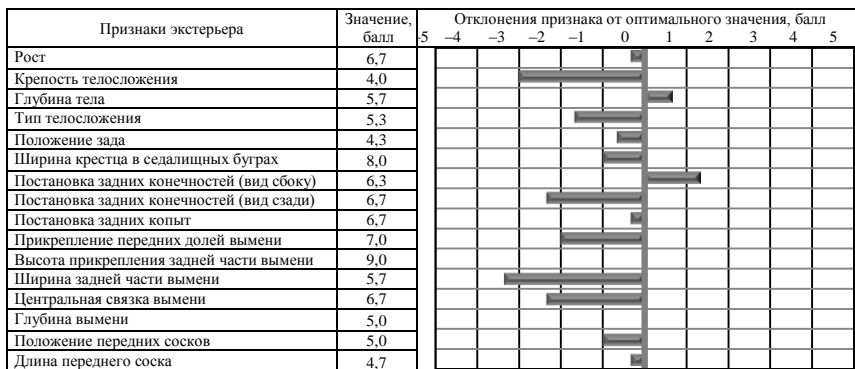 Признаки экстерьера Значение, балл Отклонения признака от оптимального значения, балл
-5 –4 –3 –2 –1 0 1 2 3 4 5
Рост 6,7
Крепость телосложения 4,0
Глубина тела 5,7
Тип телосложения 5,3
Положение зада 4,3
Ширина крестца в седалищных буграх 8,0
Постановка задних конечностей (вид сбоку) 6,3
Постановка задних конечностей (вид сзади) 6,7
Постановка задних копыт 6,7
Прикрепление передних долей вымени 7,0
Высота прикрепления задней части вымени 9,0
Ширина задней части вымени 5,7
Центральная связка вымени 6,7
Глубина вымени 5,0
Положение передних сосков 5,0
Длина переднего соска 4,7